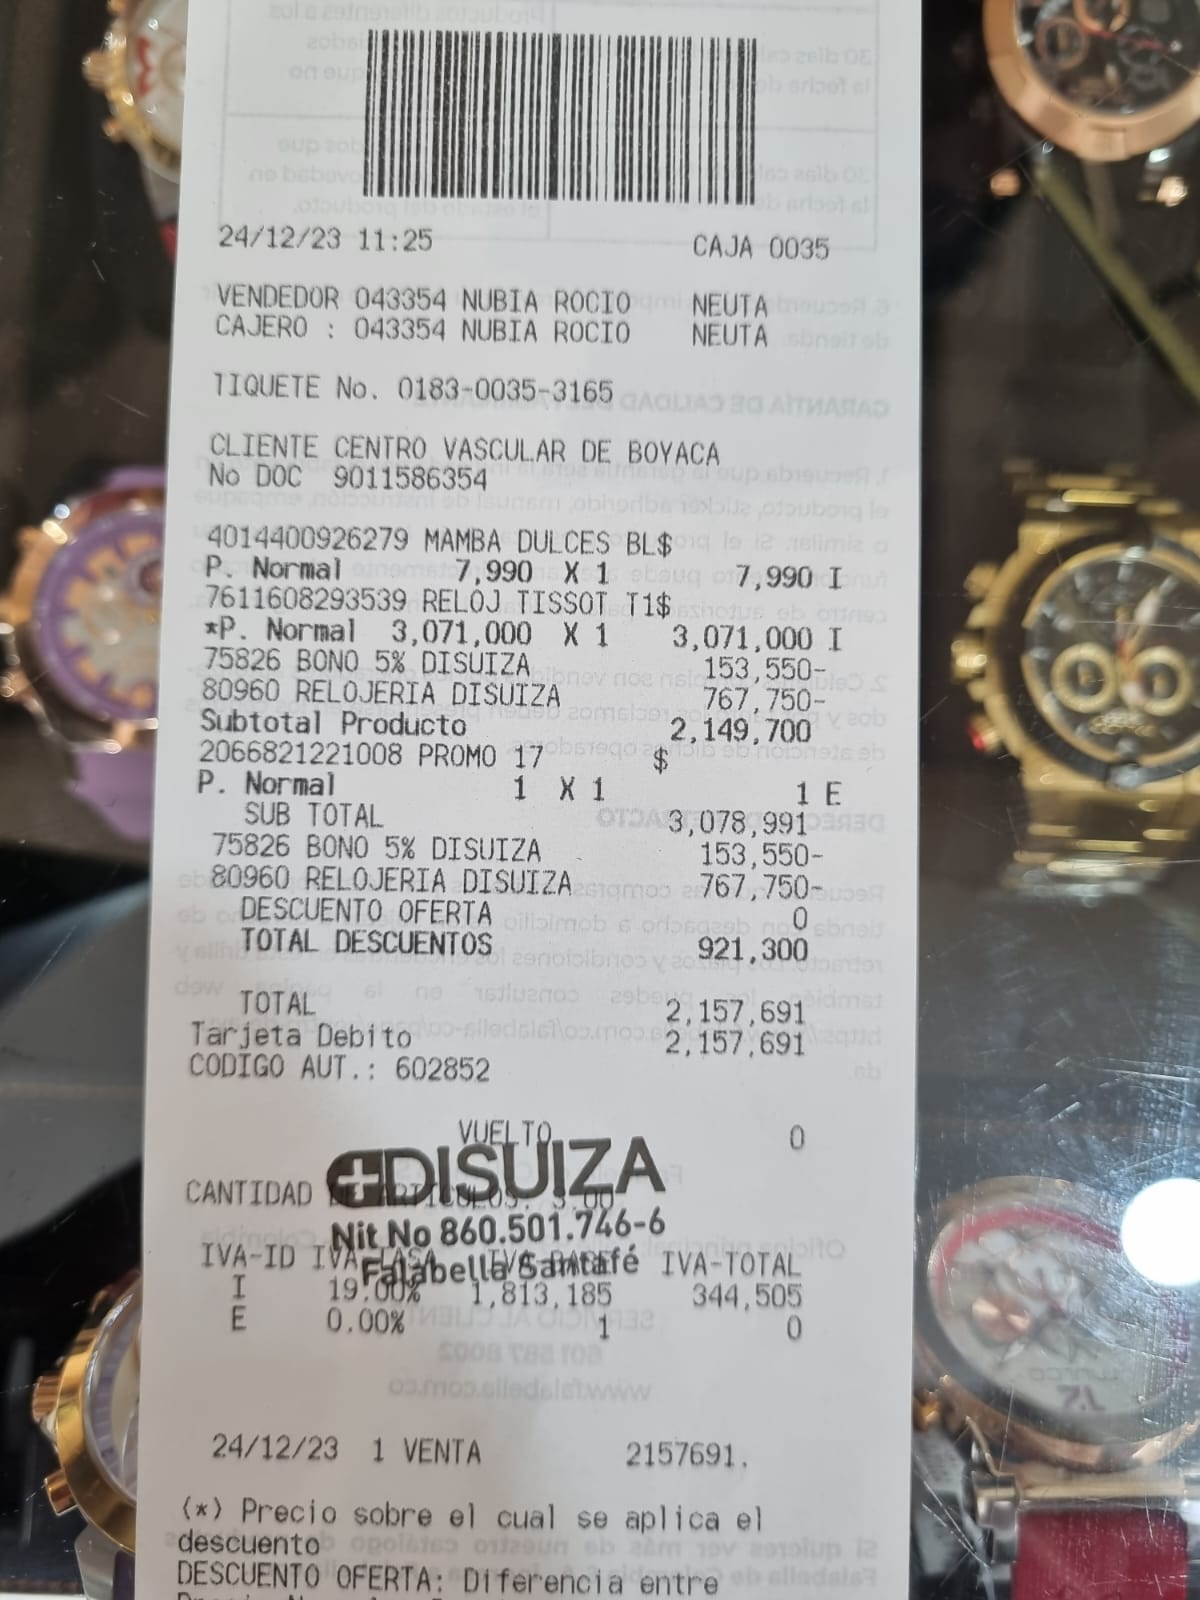 24/12/23 11:25 CAJA 0035
VENDEDOR 043354 NUBIA ROCIO NEUTA
CAJERO : 043354 NUBIA ROCIO NEUTA
TIQUETE No. 0183-0035-3165
CLIENTE CENTRO VASCULAR DE BOYACA
No DOC 9011586354
4014400926279 MAMBA DULCES BL$
P. Normal 7,990 X 1 7,990 I
7611608293539 RELOJ TISSOT T1$
*P. Normal 3,071,000 X 1 3,071,000 I
75826 BONO 5% DISUIZA 153,550-
80960 RELOJERIA DISUIZA 767,750-
Subtotal Producto 2,149,700
2066821221008 PROMO 17 $
P. Normal 1 X 1 1 E
SUB TOTAL 3,078,991
75826 BONO 5% DISUIZA 153,550-
80960 RELOJERIA DISUIZA 767,750-
DESCUENTO OFERTA 0
TOTAL DESCUENTOS 921,300
TOTAL 2,157,691
Tarjeta Debito 2,157,691
CODIGO AUT.: 602852
VUELTO 0
DISUIZA
CANTIDAD DE ARTICULOS: 3.00
Nit No 860.501.746-6
Falabella Santafé
IVA-ID IVA-TASA IVA-BASE IVA-TOTAL
I 19.00% 1,813,185 344,505
E 0.00% 1 0
24/12/23 1 VENTA 2157691.
(*) Precio sobre el cual se aplica el
descuento
DESCUENTO OFERTA: Diferencia entre